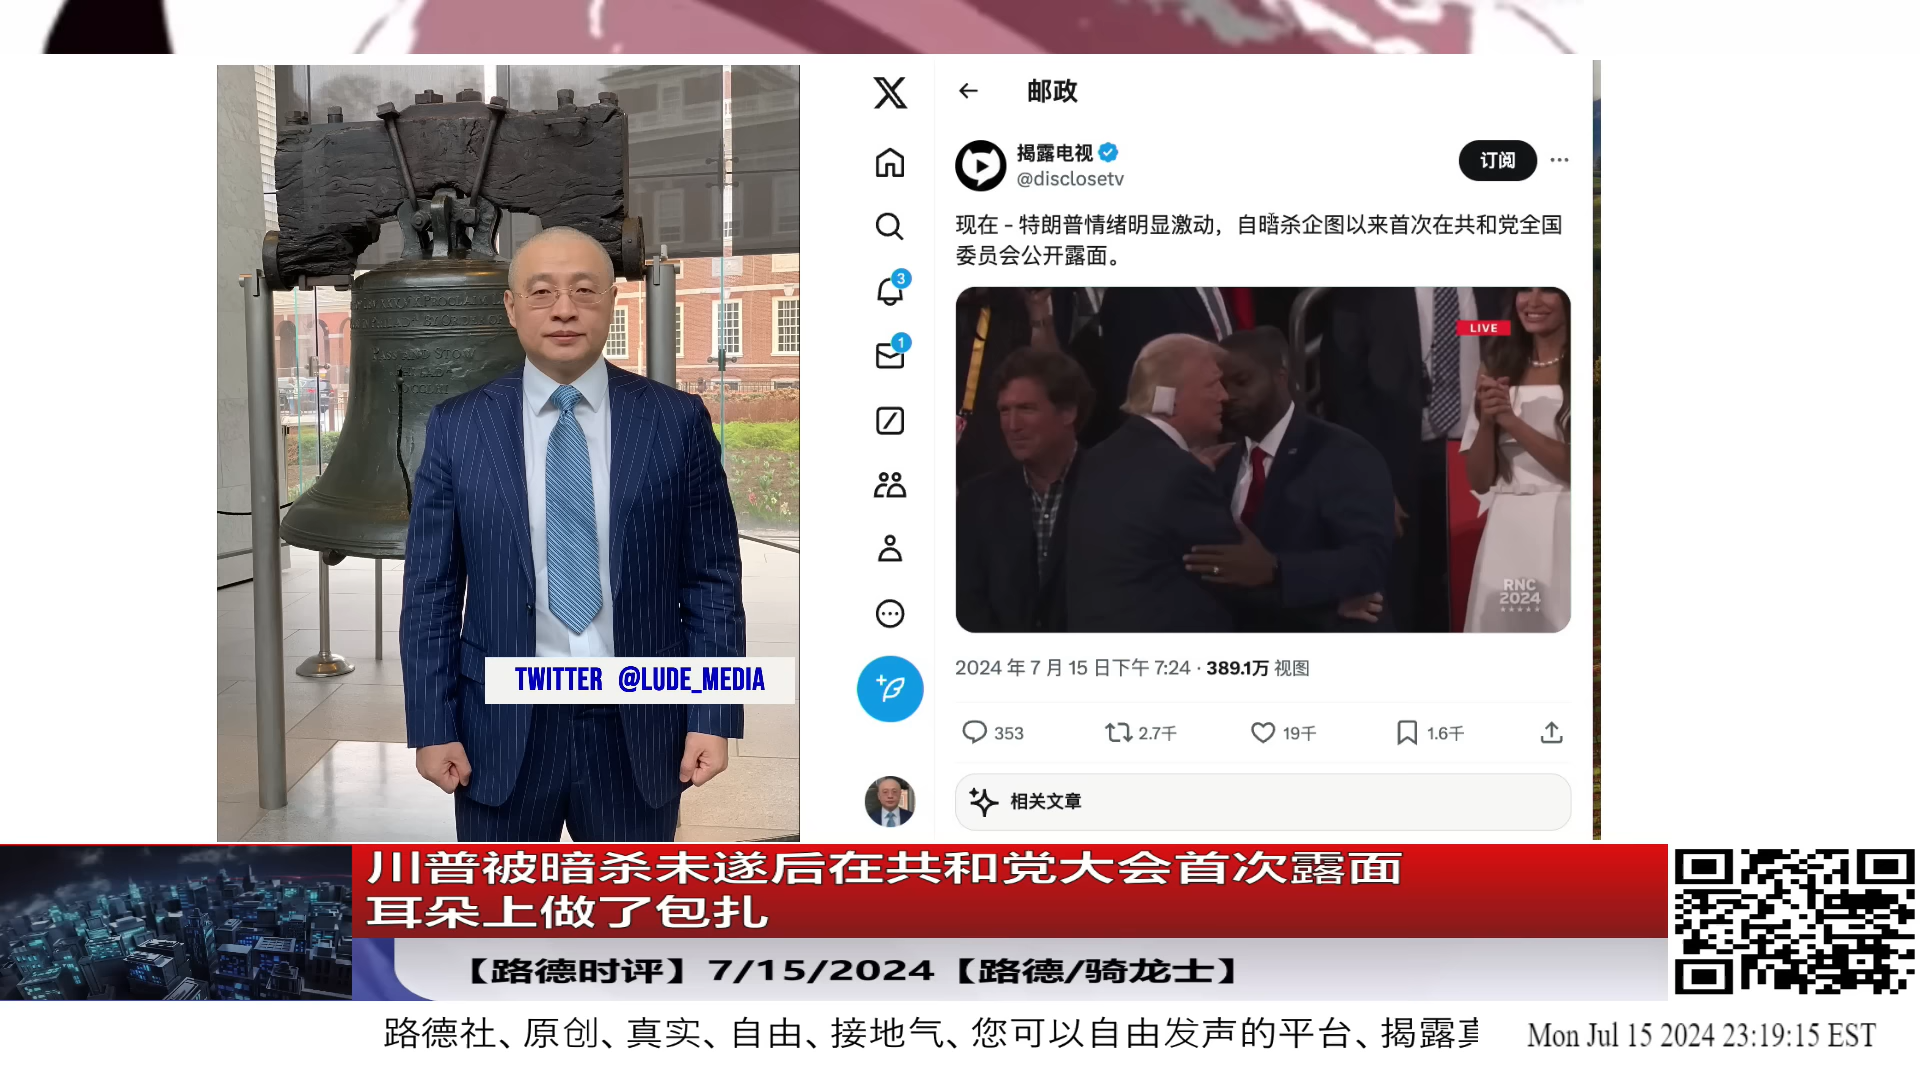 邮政
揭露电视
@disclosetv
订阅
现在 - 特朗普情绪明显激动，自暗杀企图以来首次在共和党全国
委员会公开露面。
3
1
LIVE
RNC
2024
2024 年 7 月 15 日下午 7:24 · 389.1万 视图
353
2.7千
19千
1.6千
相关文章
PASS AND STOW
TWITTER @LUDE_MEDIA
川普被暗杀未遂后在共和党大会首次露面
耳朵上做了包扎
【路德时评】7/15/2024【路德/骑龙士】
路德社、原创、真实、自由、接地气、您可以自由发声的平台、揭露真
Mon Jul 15 2024 23:19:15 EST